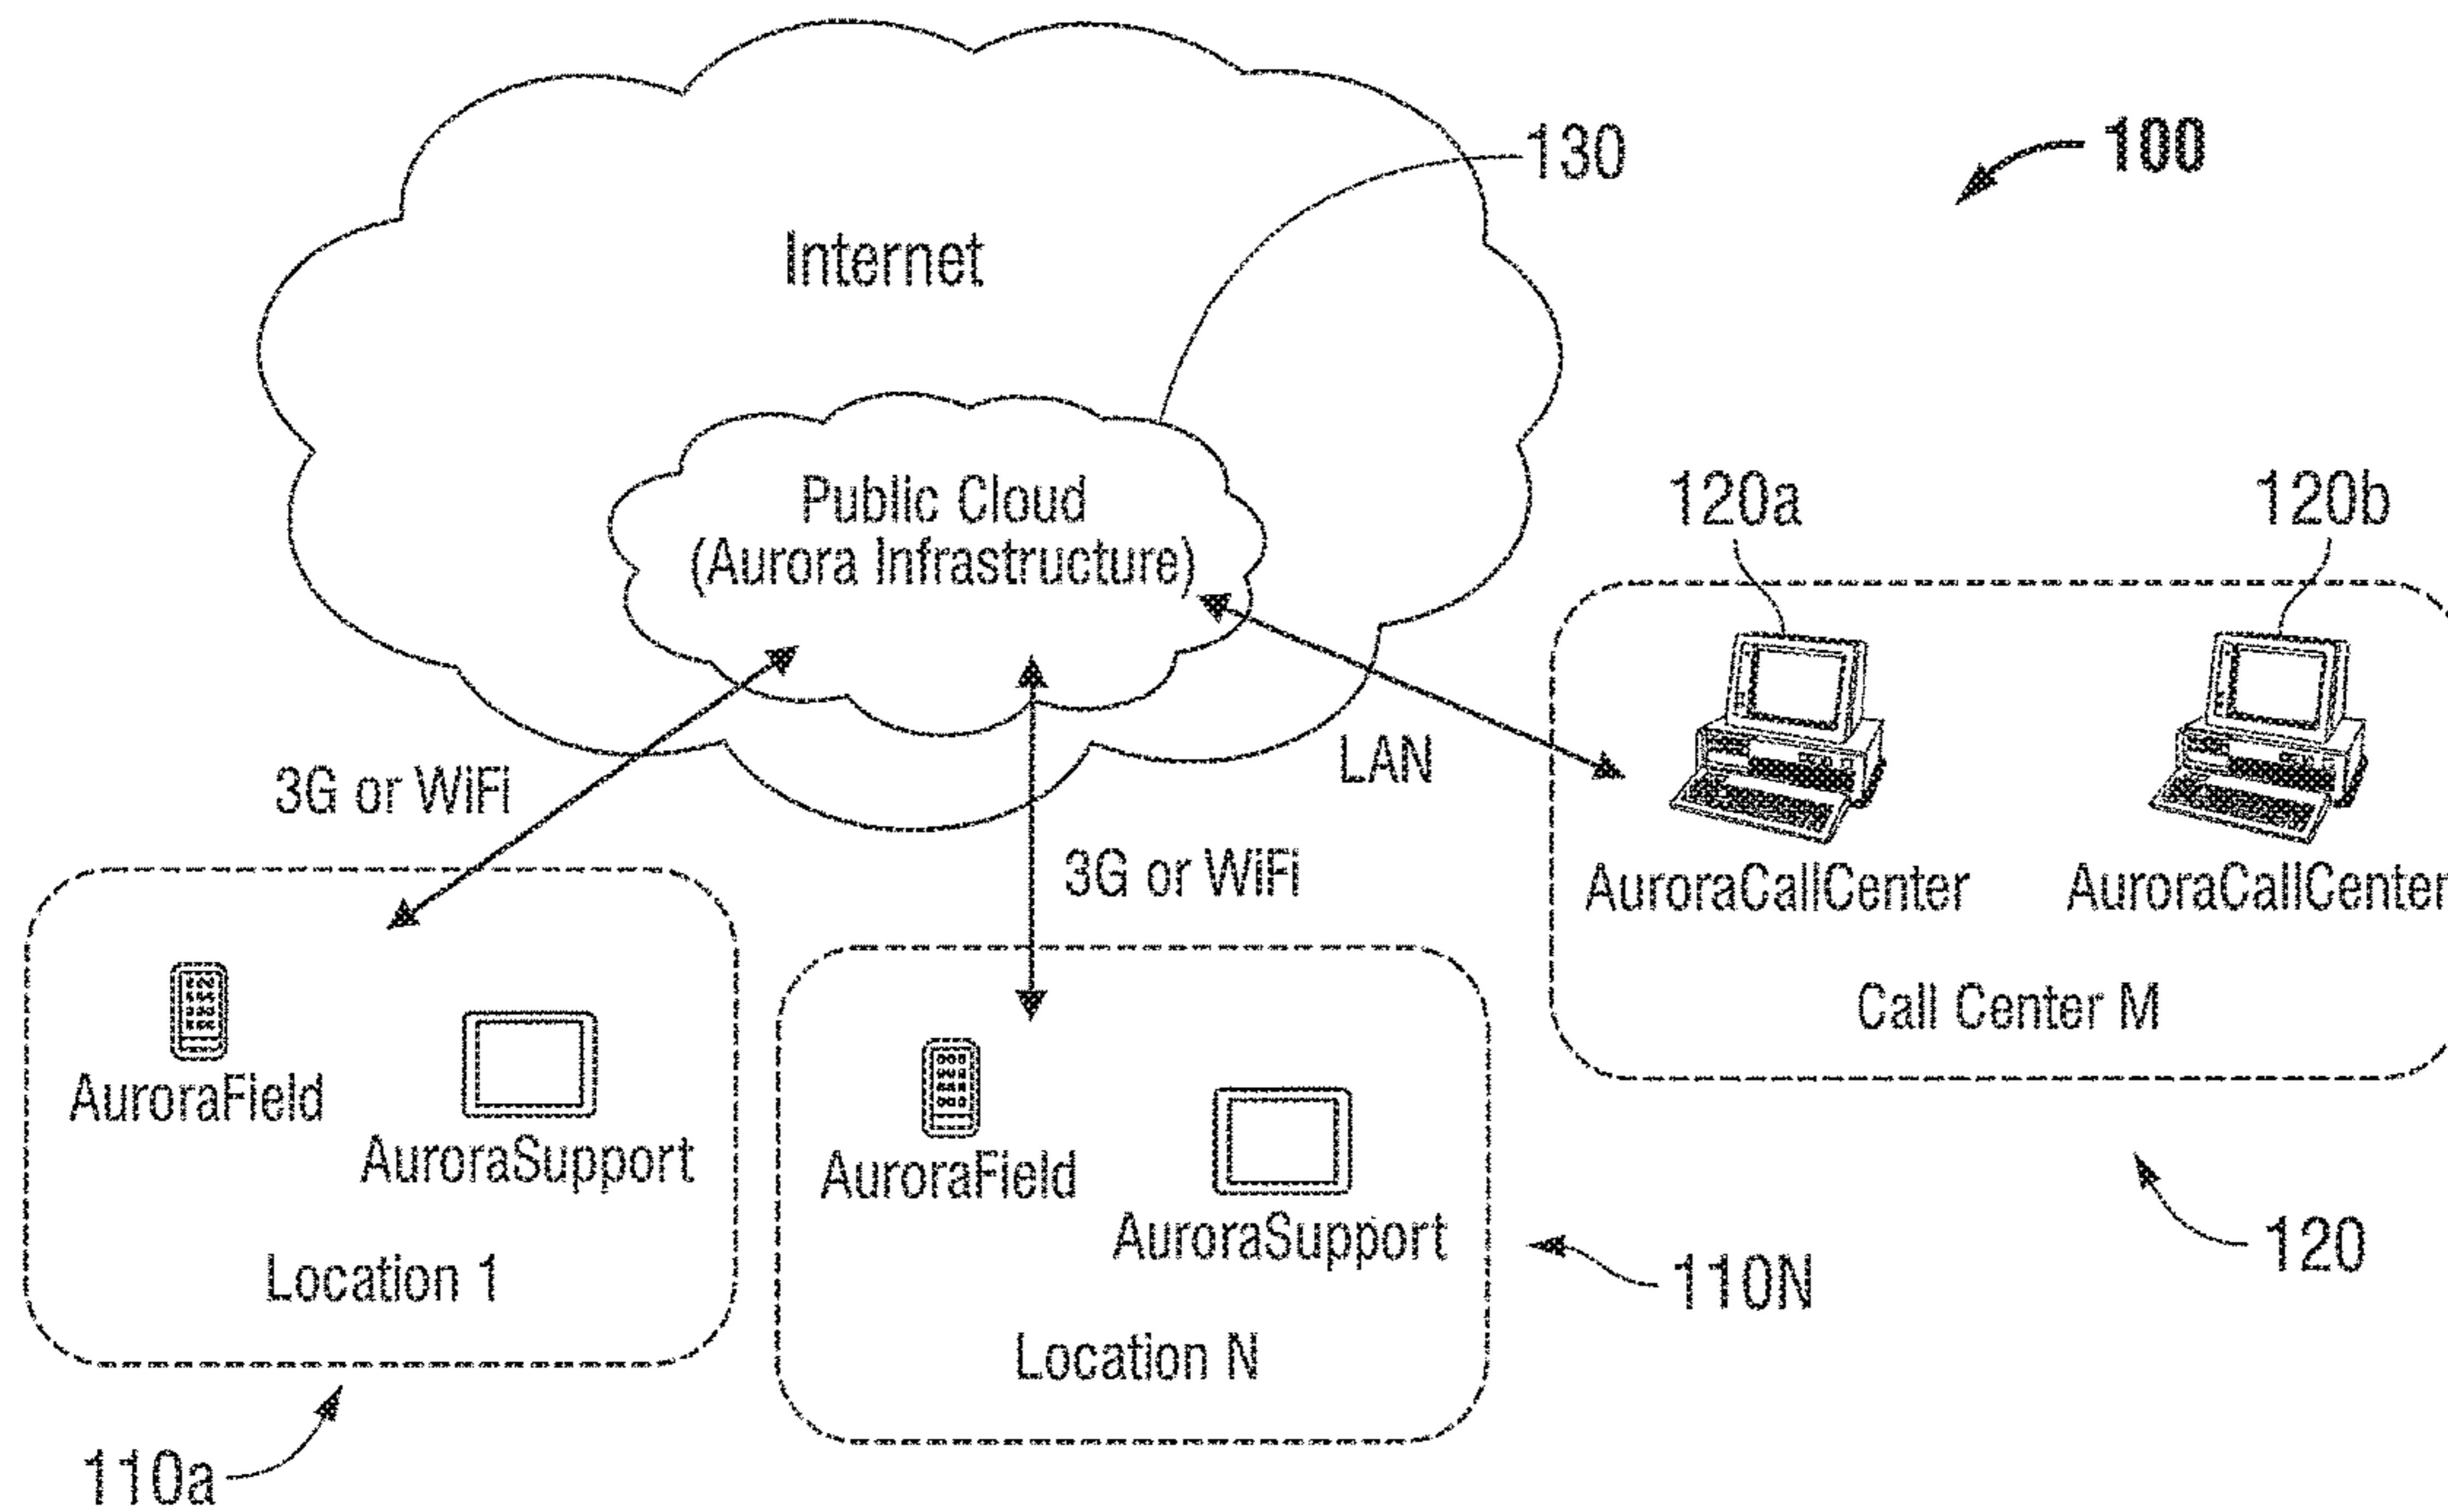 130
100
Internet
Public Cloud
(Aurora Infrastructure)
120a
120b
3G or WiFi
LAN
3G or WiFi
AuroraCallCenter
AuroraCallCenter
Call Center M
AuroraField
AuroraSupport
Location 1
AuroraField
AuroraSupport
Location N
110N
120
110a